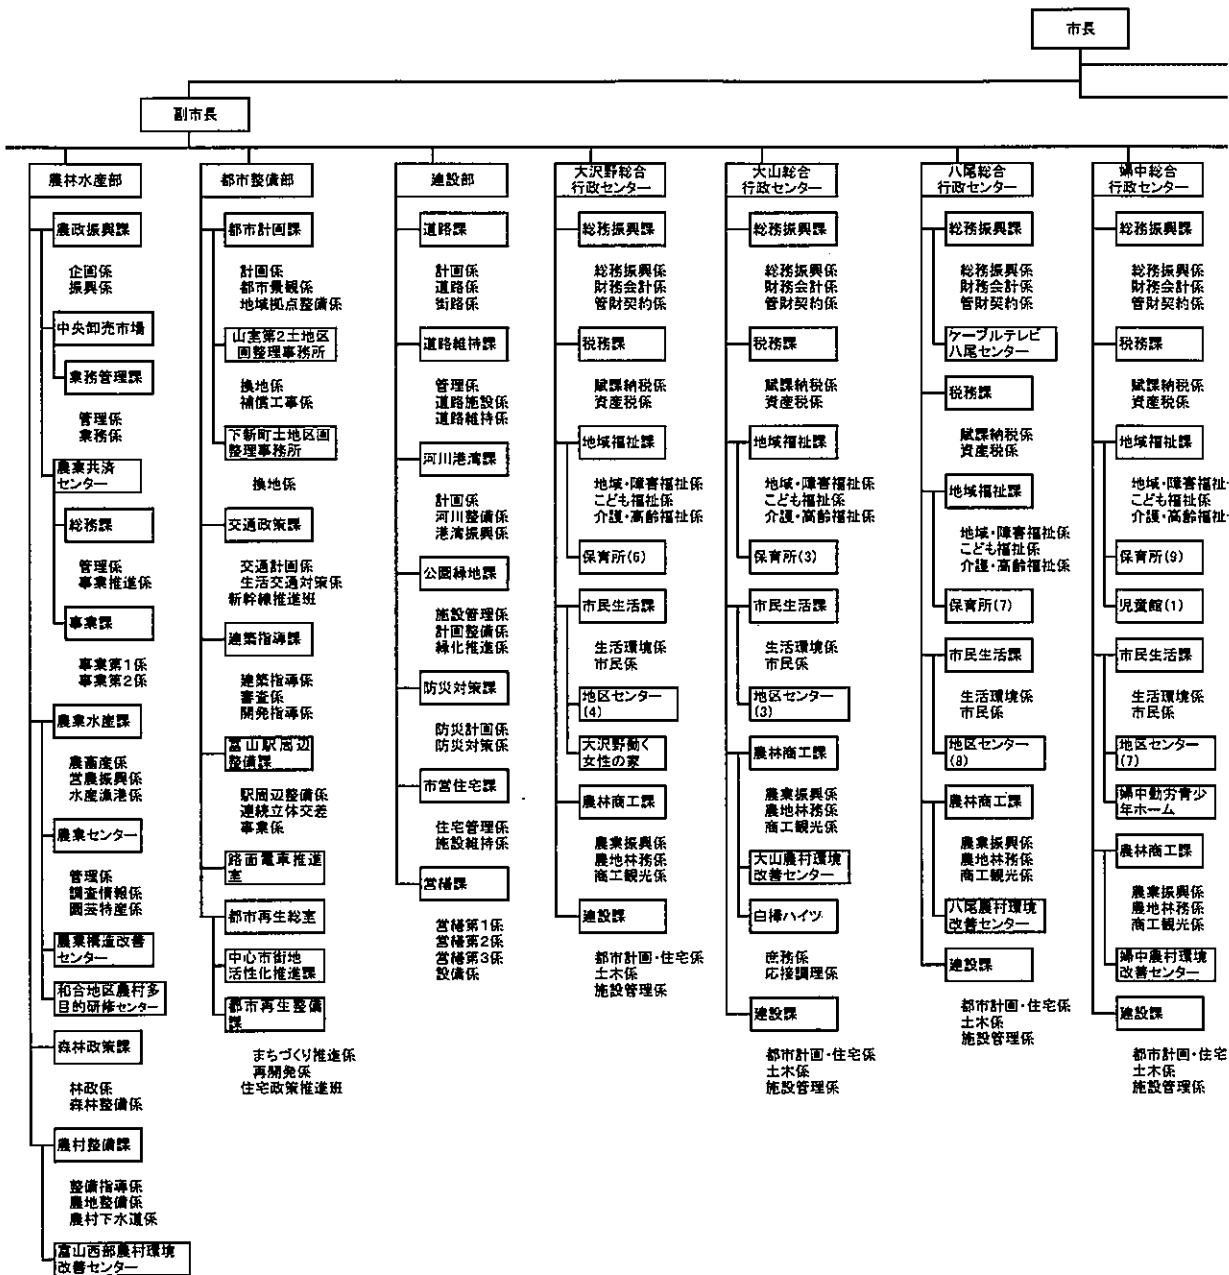 市長
副市長
農林水産部
農政振興課
企画係
振興係
中央卸売市場
業務管理課
管理係
業務係
農業共済
センター
総務課
管理係
事業推進係
事業課
事業第1係
事業第2係
農業水産課
農畜産係
営農振興係
水産漁港係
農業センター
管理係
調査情報係
園芸特産係
農業構造改善
センター
和合地区農村多
目的研修センター
森林政策課
林政係
森林整備係
農村整備課
整備指導係
農地整備係
農村下水道係
富山西部農村環境
改善センター
都市整備部
都市計画課
計画係
都市景観係
地域拠点整備係
山室第2土地区
画整理事務所
換地係
補償工事係
下新町土地区画
整理事務所
換地係
交通政策課
交通計画係
生活交通対策係
新幹線推進班
建築指導課
建築指導係
審査係
開発指導係
富山駅周辺
整備課
駅周辺整備係
連続立体交差
事業係
路面電車推進
室
都市再生総室
中心市街地
活性化推進課
都市再生整備
課
まちづくり推進係
再開発係
住宅政策推進班
建設部
道路課
計画係
道路係
街路係
道路維持課
管理係
道路施設係
道路維持係
河川港湾課
計画係
河川整備係
港湾振興係
公園緑地課
施設管理係
計画整備係
緑化推進係
防災対策課
防災計画係
防災対策係
市営住宅課
住宅管理係
施設維持係
営繕課
営繕第1係
営繕第2係
営繕第3係
設備係
大沢野総合
行政センター
総務振興課
総務振興係
財務会計係
管財契約係
税務課
賦課納税係
資産税係
地域福祉課
地域・障害福祉係
こども福祉係
介護・高齢福祉係
保育所(6)
市民生活課
生活環境係
市民係
地区センター
(4)
大沢野働く
女性の家
農林商工課
農業振興係
農地林務係
商工観光係
建設課
都市計画・住宅係
土木係
施設管理係
大山総合
行政センター
総務振興課
総務振興係
財務会計係
管財契約係
税務課
賦課納税係
資産税係
地域福祉課
地域・障害福祉係
こども福祉係
介護・高齢福祉係
保育所(3)
市民生活課
生活環境係
市民係
地区センター
(3)
農林商工課
農業振興係
農地林務係
商工観光係
大山農村環境
改善センター
白樺ハイツ
庶務係
応接調理係
建設課
都市計画・住宅係
土木係
施設管理係
八尾総合
行政センター
総務振興課
総務振興係
財務会計係
管財契約係
ケーブルテレビ
八尾センター
税務課
賦課納税係
資産税係
地域福祉課
地域・障害福祉係
こども福祉係
介護・高齢福祉係
保育所(7)
市民生活課
生活環境係
市民係
地区センター
(8)
農林商工課
農業振興係
農地林務係
商工観光係
八尾農村環境
改善センター
建設課
都市計画・住宅係
土木係
施設管理係
婦中総合
行政センター
総務振興課
総務振興係
財務会計係
管財契約係
税務課
賦課納税係
資産税係
地域福祉課
地域・障害福祉
こども福祉係
介護・高齢福祉
保育所(9)
児童館(1)
市民生活課
生活環境係
市民係
地区センター
(7)
婦中勤労青少
年ホーム
農林商工課
農業振興係
農地林務係
商工観光係
婦中農村環境
改善センター
建設課
都市計画・住宅
土木係
施設管理係